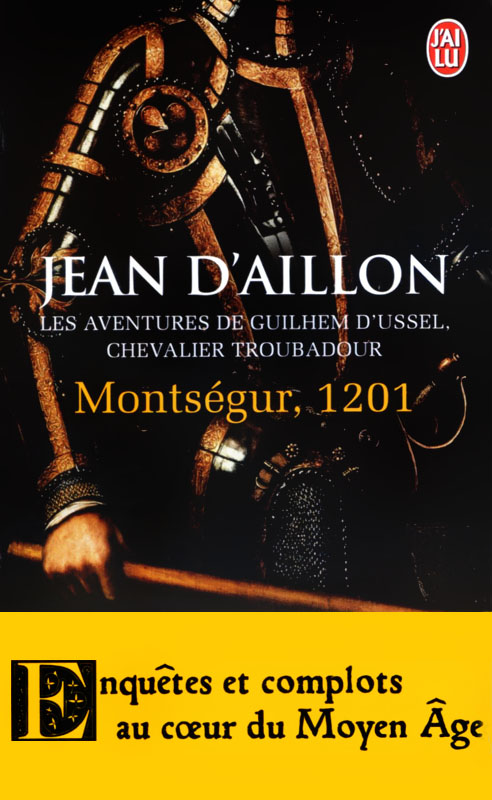 J'AI
LU
JEAN D'AILLON
LES AVENTURES DE GUILHEM D'USSEL,
CHEVALIER TROUBADOUR
Montségur, 1201
Enquêtes et complots
au cœur du Moyen Âge